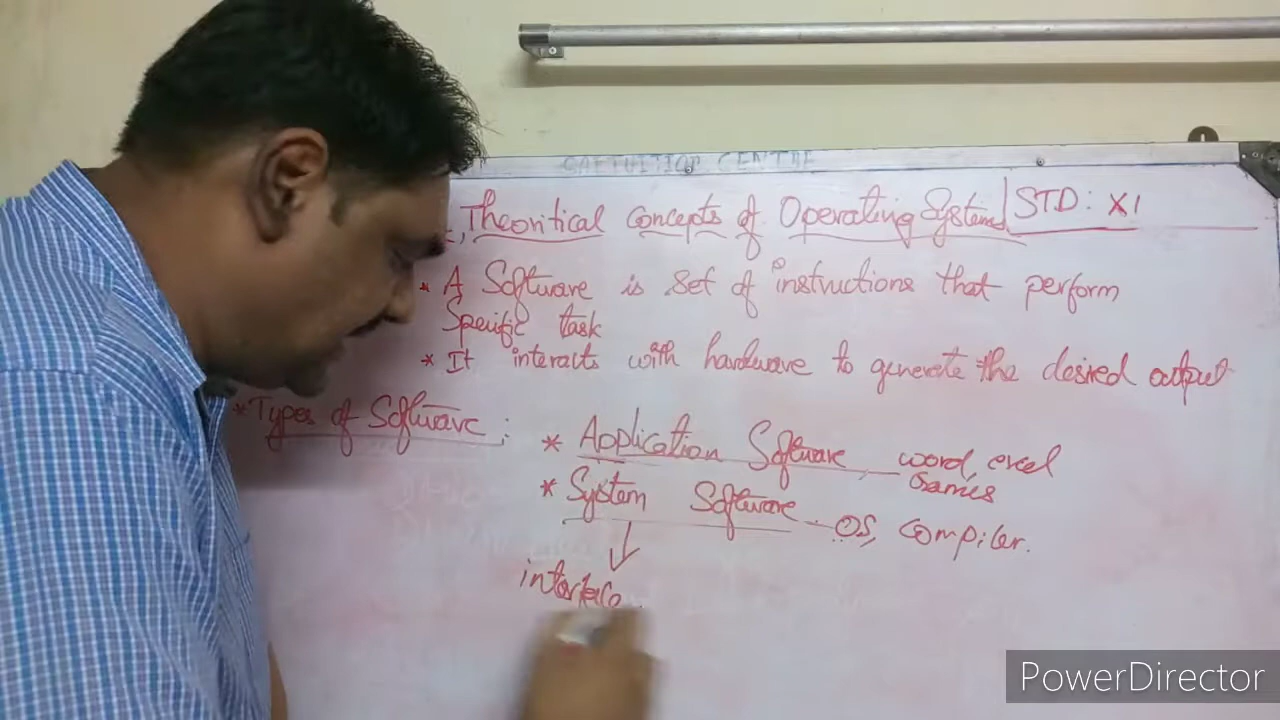 Theoritical Concepts of Operating System STD: XI
* A Software is set of instructions that perform
Specific task
* It interacts with hardware to generate the desired output
* Types of Software :
* Application Software word, excel
Games
* System Software - OS, Compiler.
interface
PowerDirector